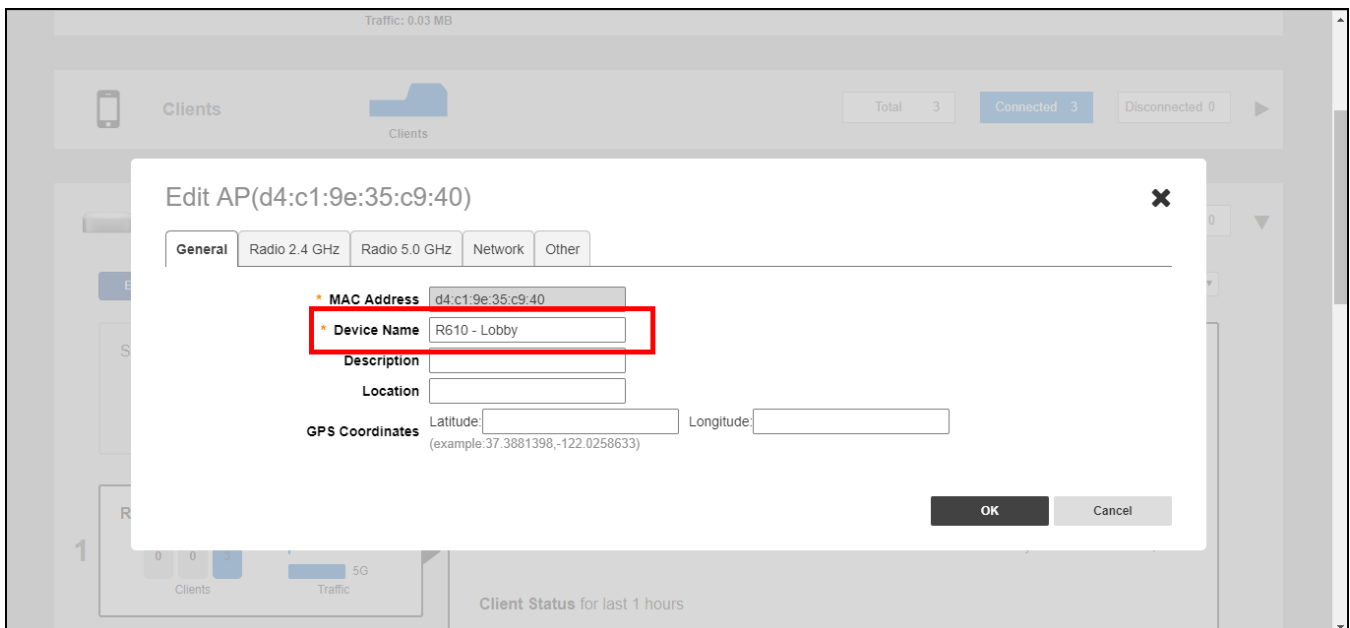 Traffic: 0.03 MB
Clients
Clients
Total 3 Connected 3 Disconnected 0
Edit AP(d4:c1:9e:35:c9:40)
0
General Radio 2.4 GHz Radio 5.0 GHz Network Other
E
* MAC Address d4:c1:9e:35:c9:40
* Device Name R610 - Lobby
S
Description
Location
GPS Coordinates Latitude: Longitude:
(example:37.3881398,-122.0258633)
R
OK Cancel
1
0 0 3
5G
Clients Traffic
Client Status for last 1 hours